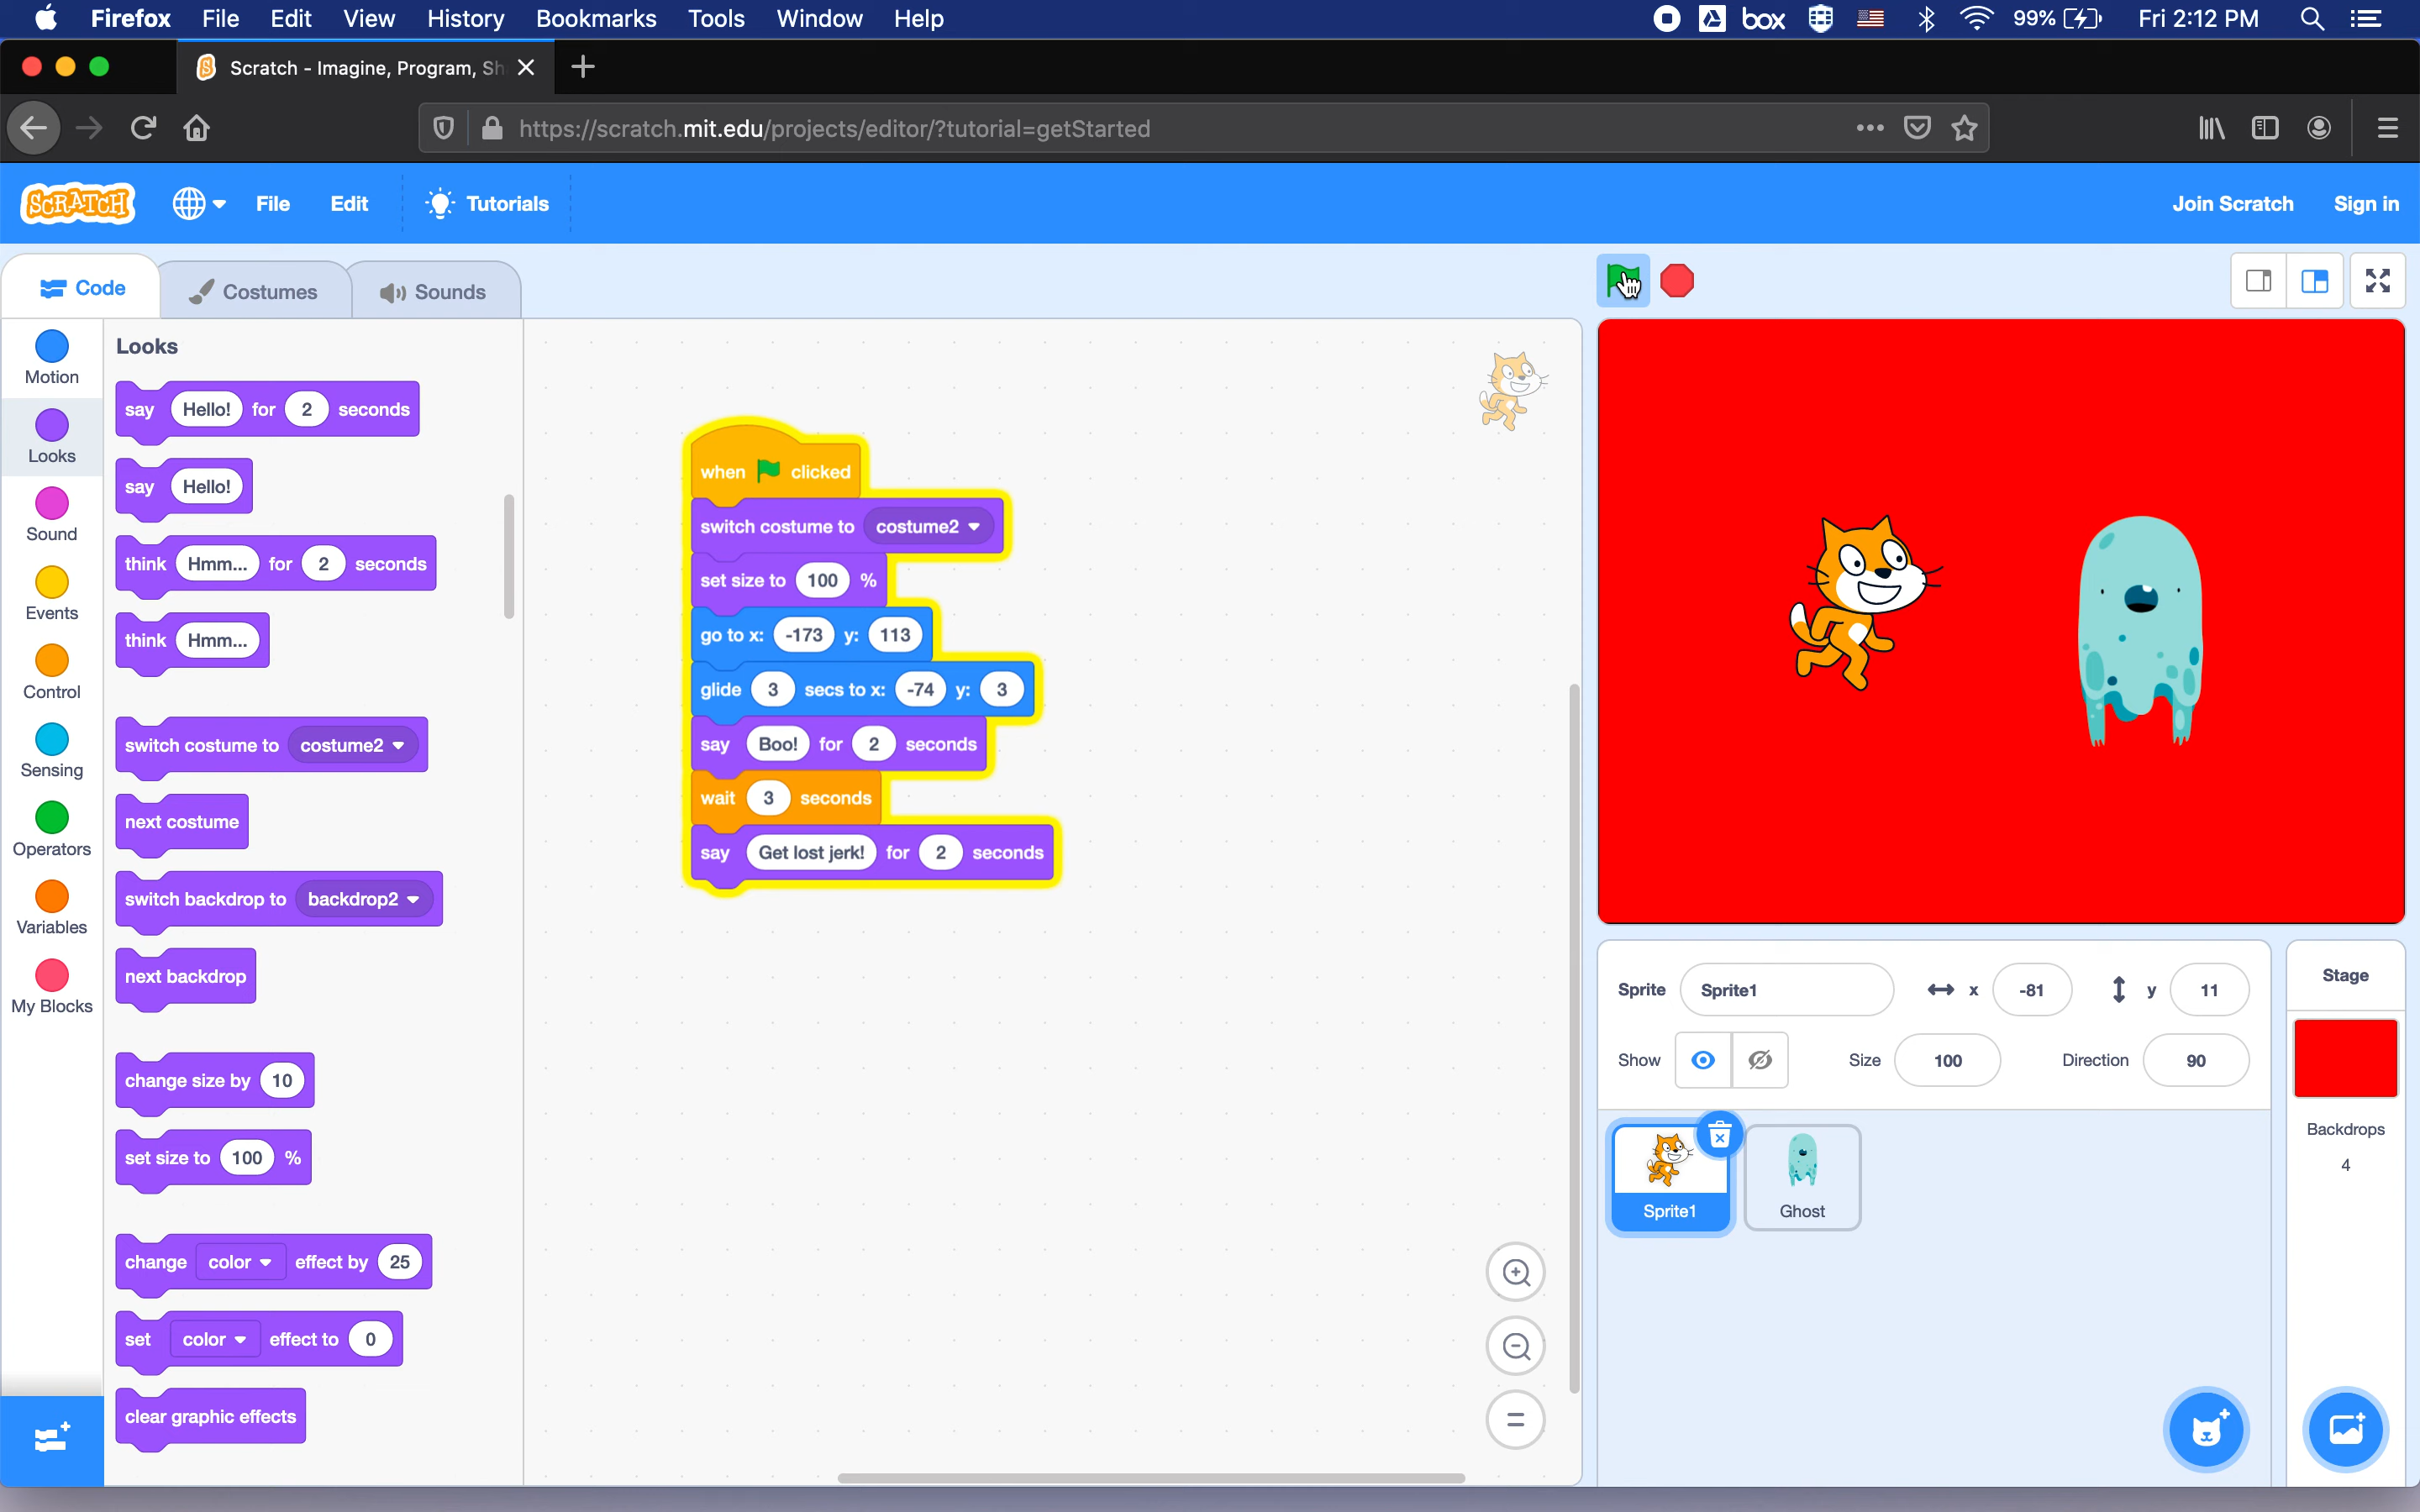 Firefox File Edit View History Bookmarks Tools Window Help box 99% Fri 2:12 PM
Scratch - Imagine, Program, Sh
https://scratch.mit.edu/projects/editor/?tutorial=getStarted
SCRATCH File Edit Tutorials Join Scratch Sign in
Code Costumes Sounds
Motion
Looks
Sound
Events
Control
Sensing
Operators
Variables
My Blocks
Looks
say Hello! for 2 seconds
say Hello!
think Hmm... for 2 seconds
think Hmm...
switch costume to costume2
next costume
switch backdrop to backdrop2
next backdrop
change size by 10
set size to 100 %
change color effect by 25
set color effect to 0
clear graphic effects
when clicked
switch costume to costume2
set size to 100 %
go to x: -173 y: 113
glide 3 secs to x: -74 y: 3
say Boo! for 2 seconds
wait 3 seconds
say Get lost jerk! for 2 seconds
Sprite Sprite1 x -81 y 11
Show Size 100 Direction 90
Sprite1 Ghost
Stage
Backdrops
4